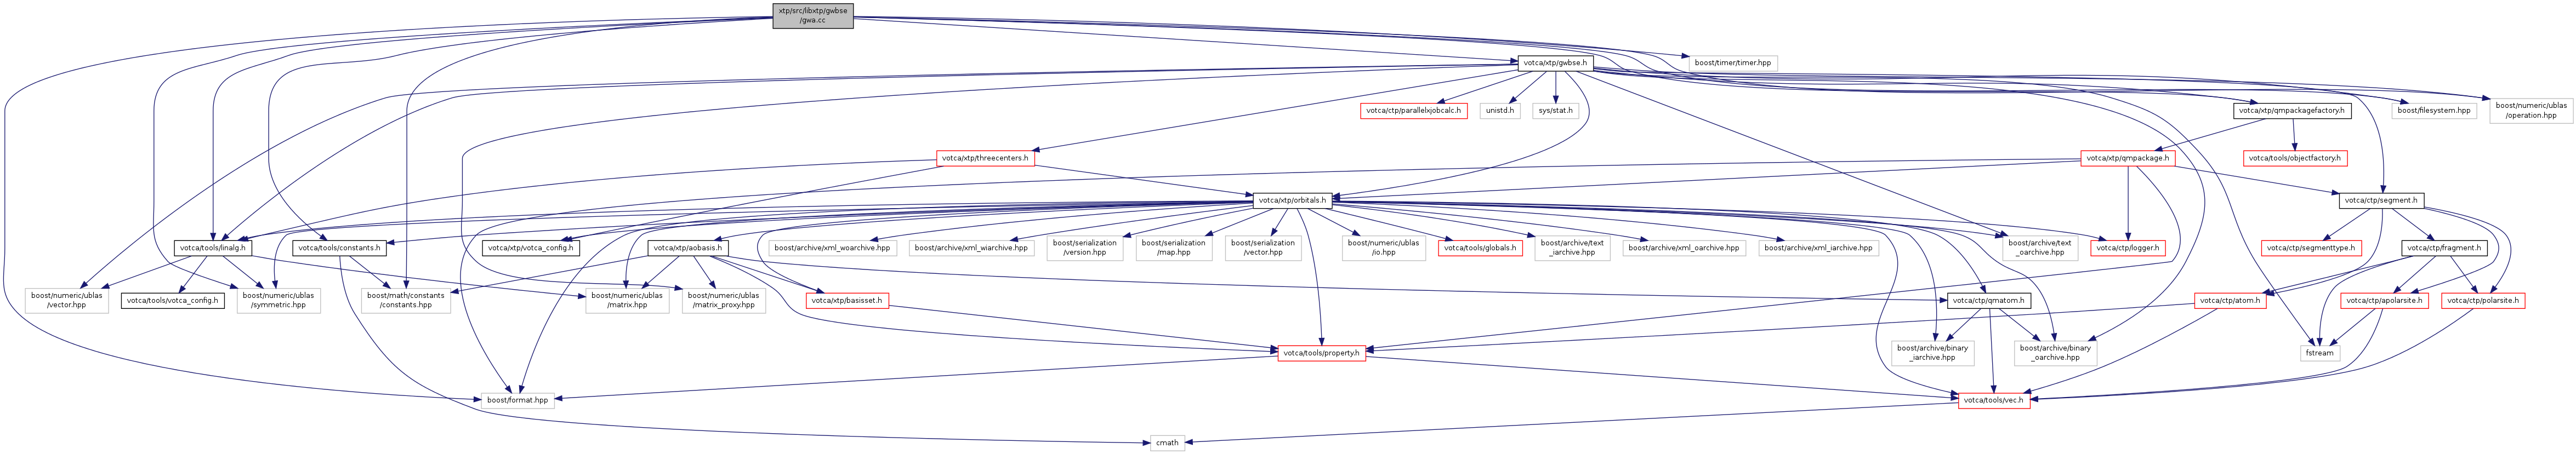 xtp/src/libxtp/gwbse
/gwa.cc
boost/timer/timer.hpp
votca/xtp/gwbse.h
votca/ctp/parallelxjobcalc.h
unistd.h
sys/stat.h
votca/xtp/qmpackagefactory.h
boost/filesystem.hpp
boost/numeric/ublas
/operation.hpp
votca/xtp/threecenters.h
votca/xtp/qmpackage.h
votca/tools/objectfactory.h
votca/xtp/orbitals.h
votca/ctp/segment.h
votca/tools/linalg.h
votca/tools/constants.h
votca/xtp/votca_config.h
votca/xtp/aobasis.h
boost/archive/xml_woarchive.hpp
boost/archive/xml_wiarchive.hpp
boost/serialization
/version.hpp
boost/serialization
/map.hpp
boost/serialization
/vector.hpp
boost/numeric/ublas
/io.hpp
votca/tools/globals.h
boost/archive/text
_iarchive.hpp
boost/archive/xml_oarchive.hpp
boost/archive/xml_iarchive.hpp
boost/archive/text
_oarchive.hpp
votca/ctp/logger.h
votca/ctp/segmenttype.h
votca/ctp/fragment.h
boost/numeric/ublas
/vector.hpp
votca/tools/votca_config.h
boost/numeric/ublas
/symmetric.hpp
boost/math/constants
/constants.hpp
boost/numeric/ublas
/matrix.hpp
boost/numeric/ublas
/matrix_proxy.hpp
votca/xtp/basisset.h
votca/ctp/qmatom.h
votca/ctp/atom.h
votca/ctp/apolarsite.h
votca/ctp/polarsite.h
votca/tools/property.h
boost/archive/binary
_iarchive.hpp
boost/archive/binary
_oarchive.hpp
fstream
boost/format.hpp
votca/tools/vec.h
cmath